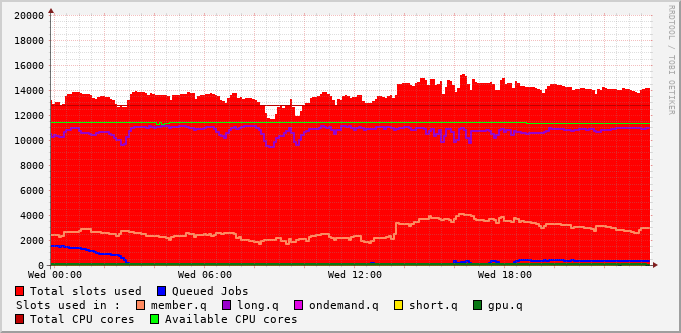 20000
18000
16000
14000
12000
10000
8000
6000
4000
2000
0
Wed 00:00 Wed 06:00 Wed 12:00 Wed 18:00
RRDTOOL / TOBI OETIKER
Total slots used Queued Jobs
Slots used in : member.q long.q ondemand.q short.q gpu.q
Total CPU cores Available CPU cores